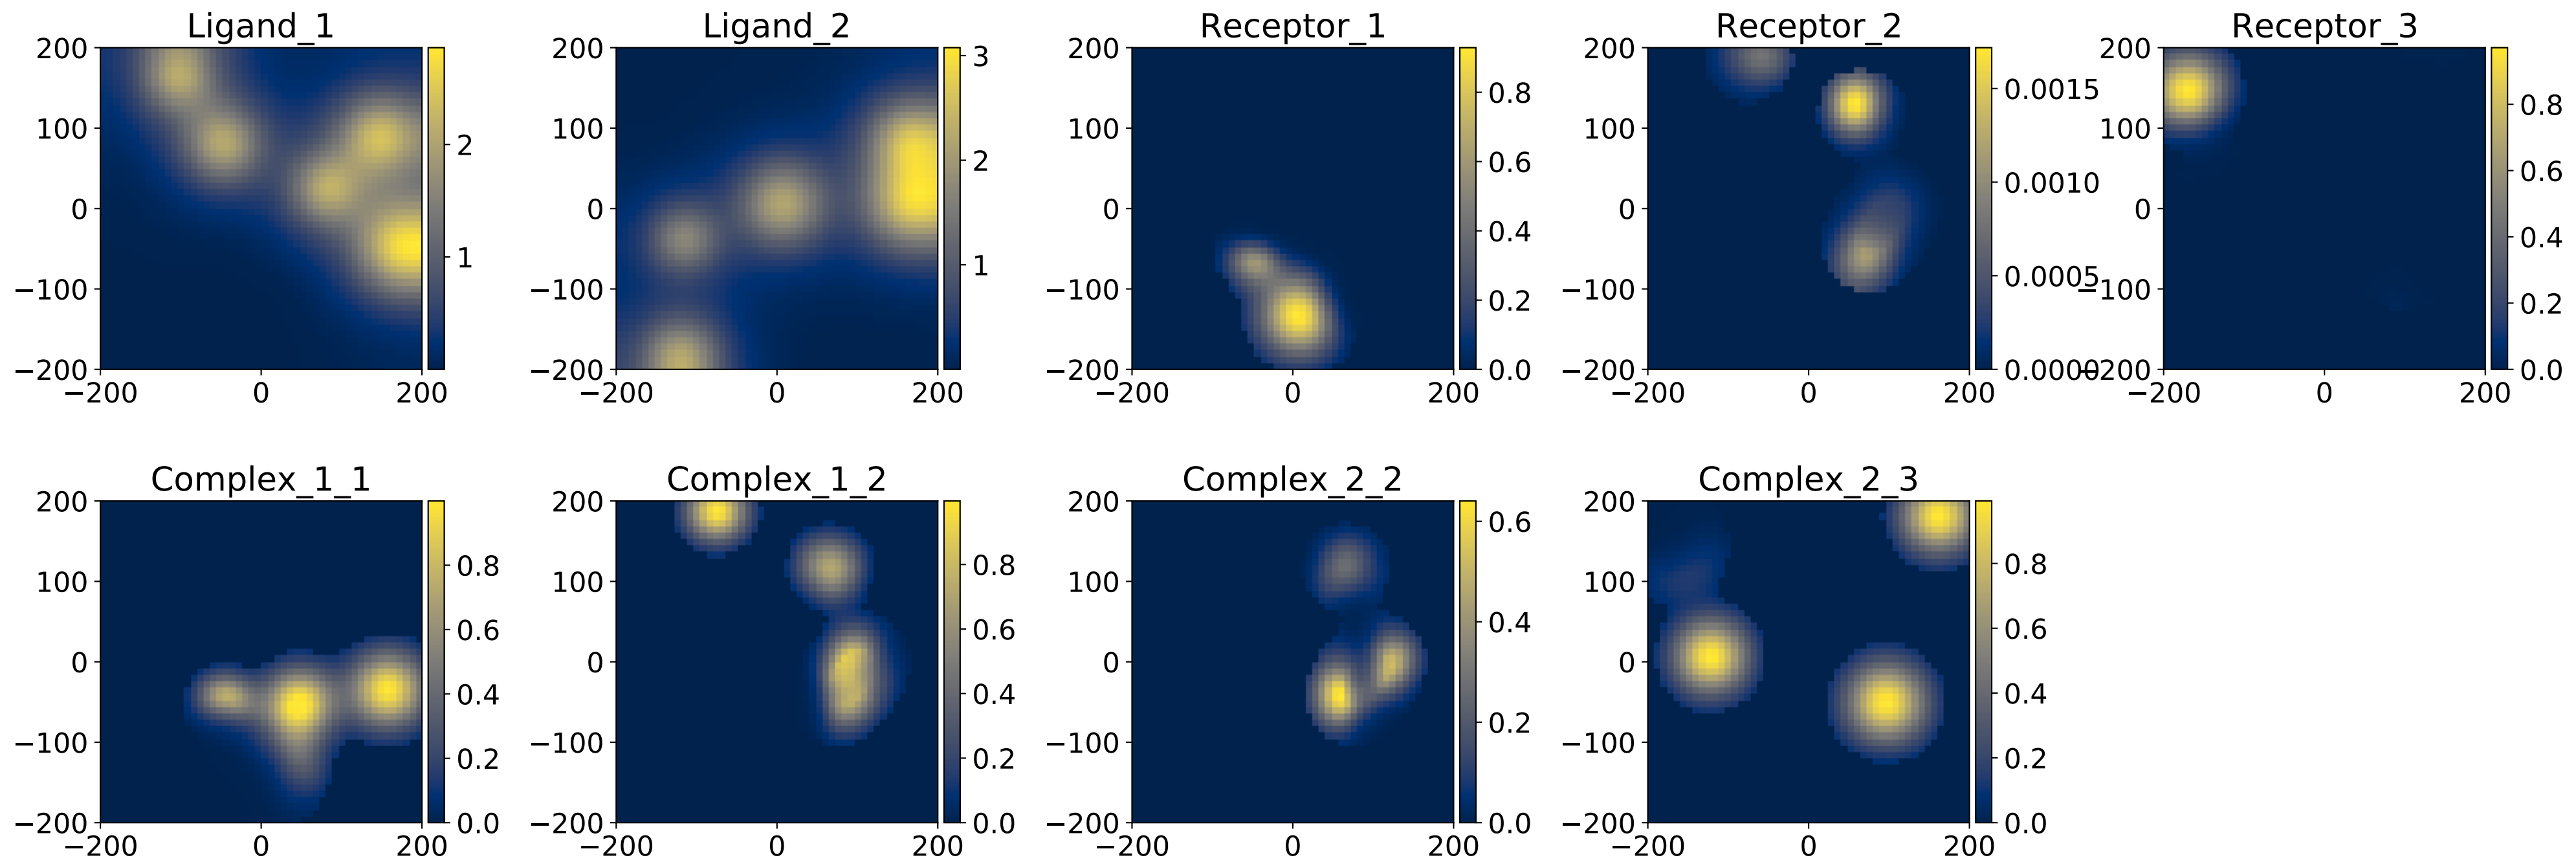 Ligand_1 Ligand_2 Receptor_1 Receptor_2 Receptor_3
200 200 200 200 200
3
0.8 0.0015 0.8
100 100 100 100 100
2 2 0.6 0.6
0.0010
0 0 0 0 0
0.4 0.4
1 1 0.0005
−100 −100 −100 −100 −100
0.2 0.2
−200 −200 −200 0.0 −200 0.0000 −200 0.0
−200 0 200 −200 0 200 −200 0 200 −200 0 200 −200 0 200
Complex_1_1 Complex_1_2 Complex_2_2 Complex_2_3
200 200 200 200
0.6
100 0.8 100 0.8 100 100 0.8
0.6 0.6 0.4 0.6
0 0 0 0
0.4 0.4 0.4
−100 −100 −100 0.2 −100
0.2 0.2 0.2
−200 0.0 −200 0.0 −200 0.0 −200 0.0
−200 0 200 −200 0 200 −200 0 200 −200 0 200